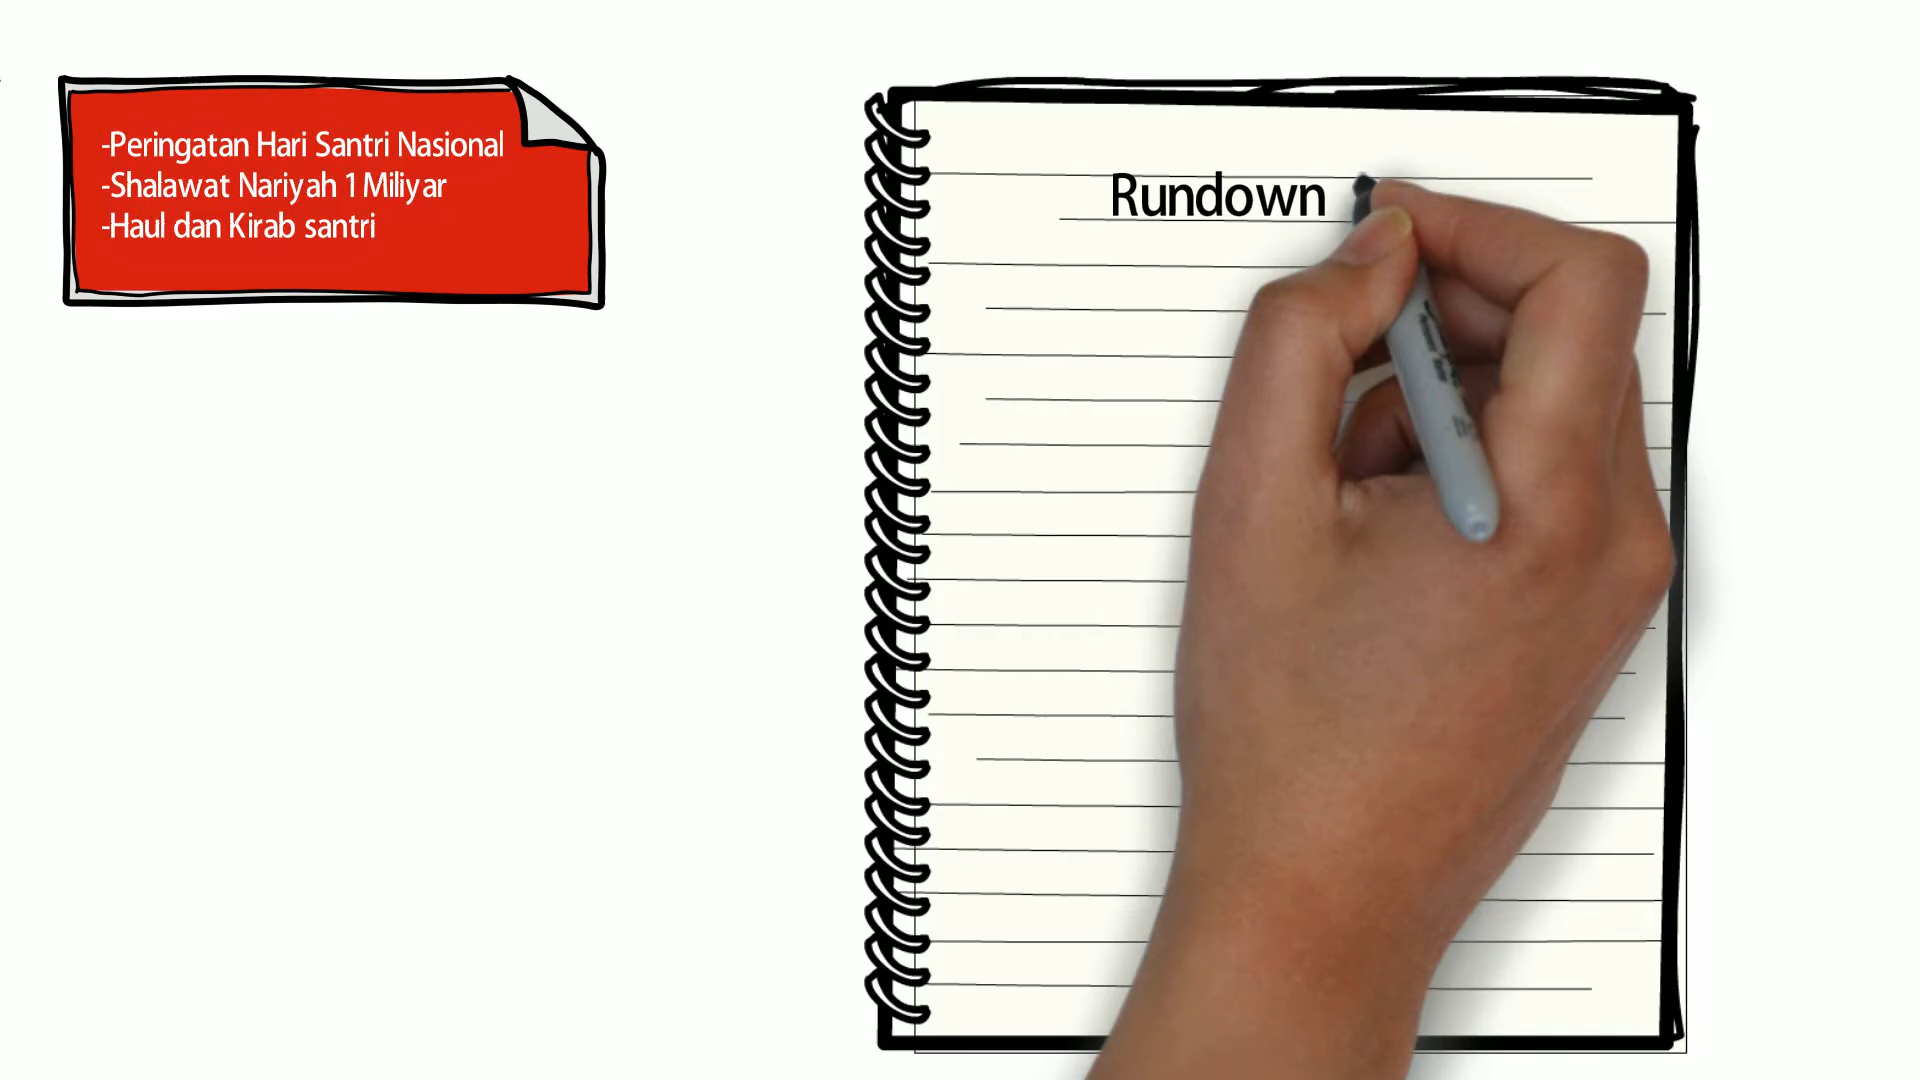 -Peringatan Hari Santri Nasional
-Shalawat Nariyah 1 Miliyar
-Haul dan Kirab santri
Rundown